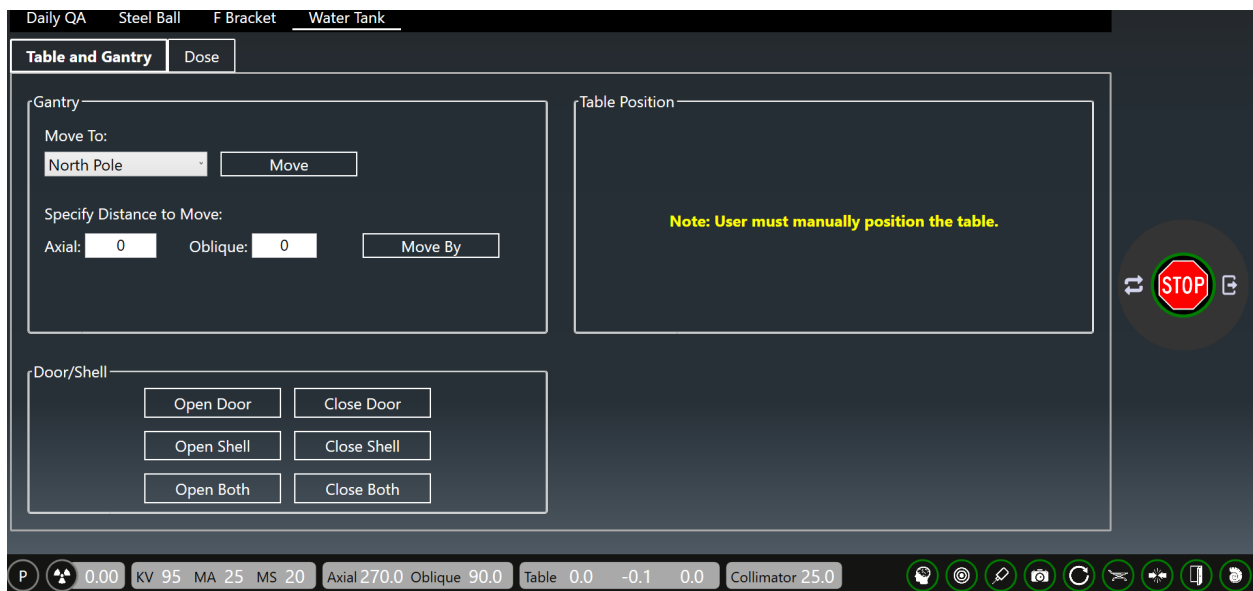 Daily QA Steel Ball F Bracket Water Tank
Table and Gantry Dose
Gantry
Move To:
North Pole Move
Specify Distance to Move:
Axial: 0 Oblique: 0 Move By
Table Position
Note: User must manually position the table.
STOP
Door/Shell
Open Door Close Door
Open Shell Close Shell
Open Both Close Both
P 0.00 KV 95 MA 25 MS 20 Axial 270.0 Oblique 90.0 Table 0.0 -0.1 0.0 Collimator 25.0